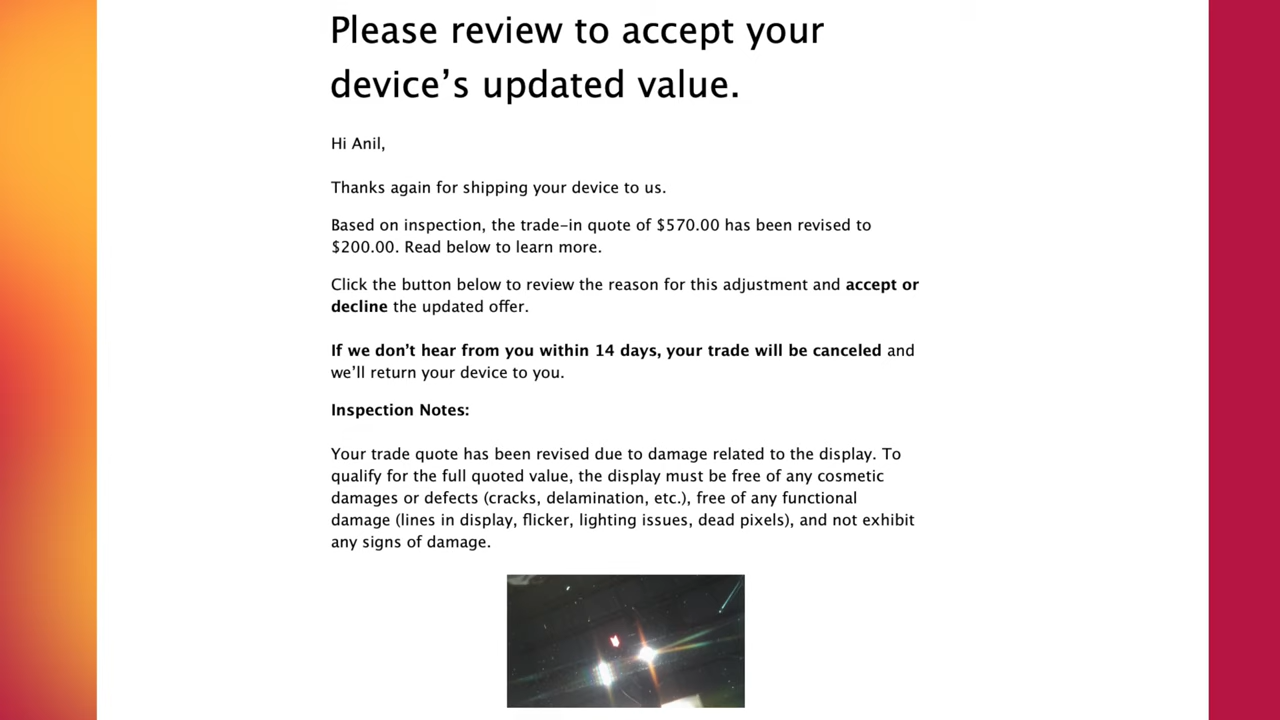 Please review to accept your
device’s updated value.
Hi Anil,
Thanks again for shipping your device to us.
Based on inspection, the trade-in quote of $570.00 has been revised to
$200.00. Read below to learn more.
Click the button below to review the reason for this adjustment and accept or
decline the updated offer.
If we don’t hear from you within 14 days, your trade will be canceled and
we’ll return your device to you.
Inspection Notes:
Your trade quote has been revised due to damage related to the display. To
qualify for the full quoted value, the display must be free of any cosmetic
damages or defects (cracks, delamination, etc.), free of any functional
damage (lines in display, flicker, lighting issues, dead pixels), and not exhibit
any signs of damage.